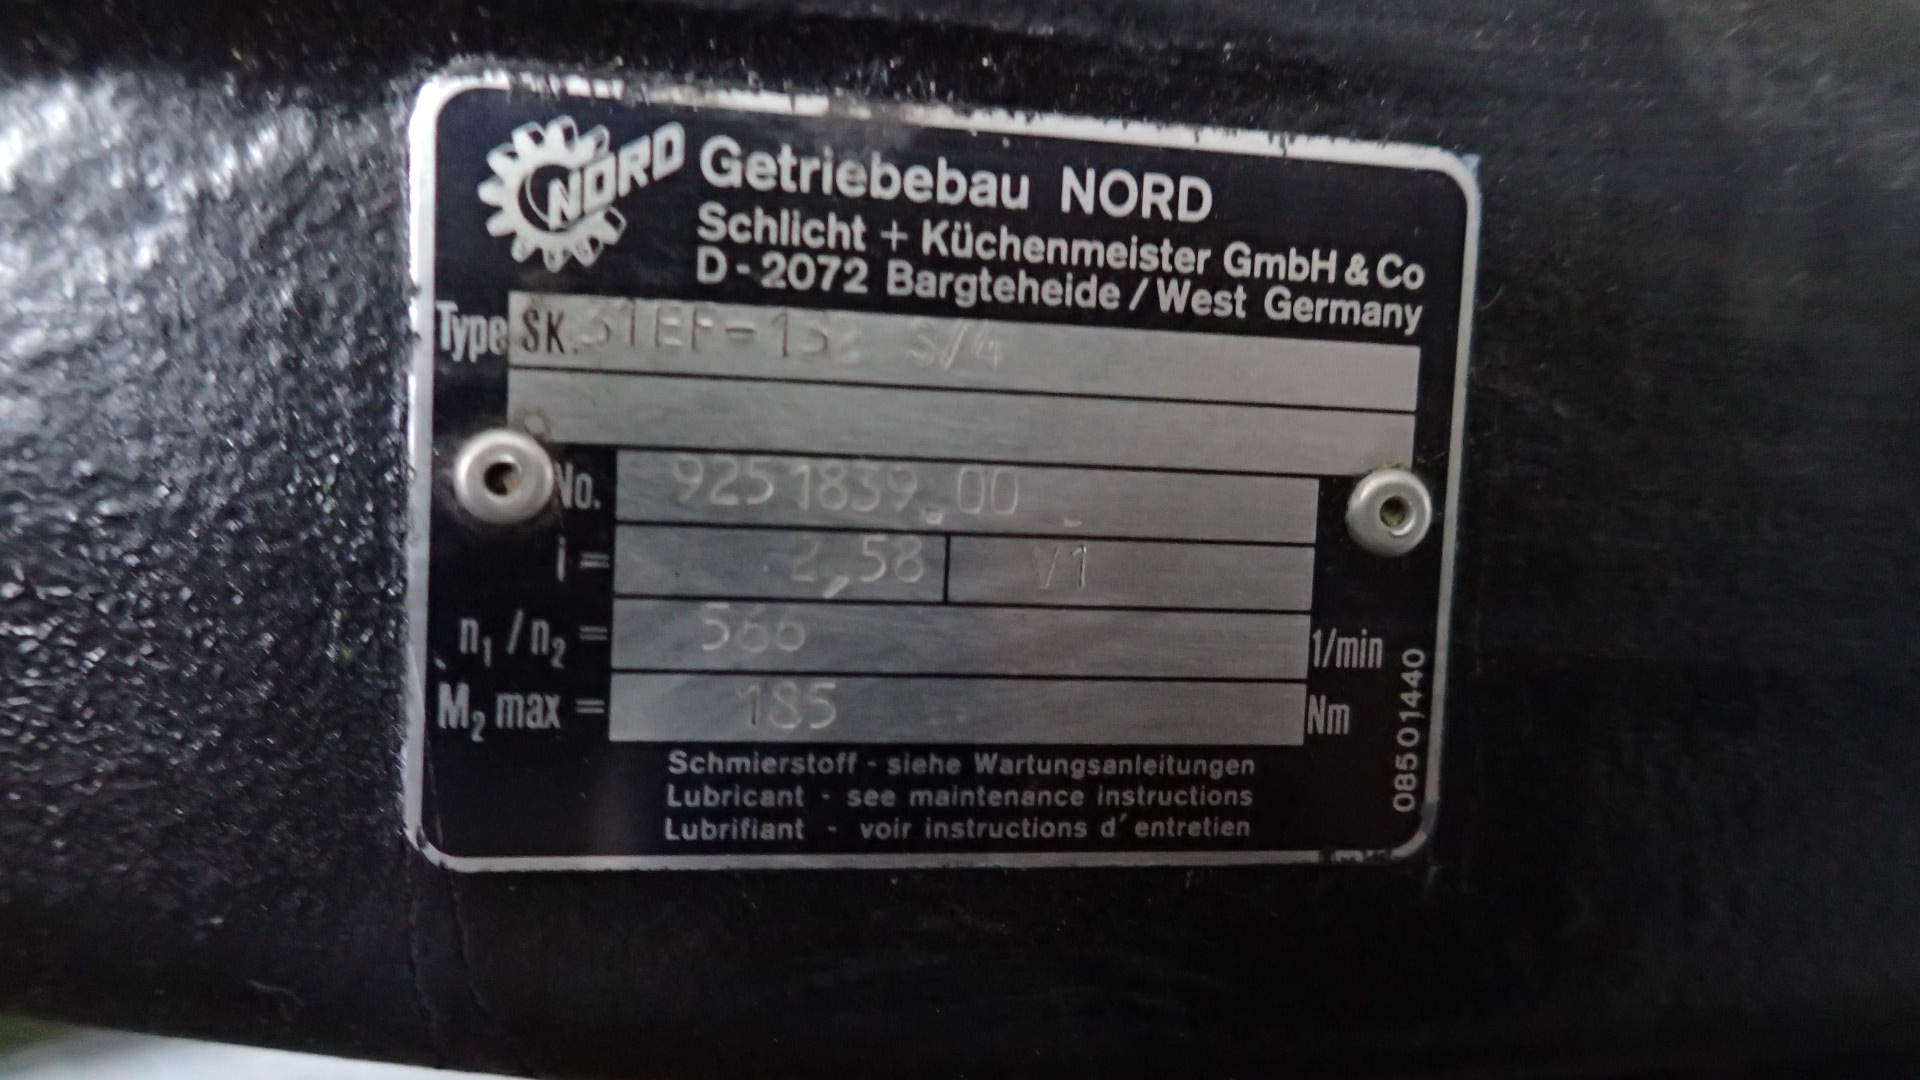 NORD
Getriebebau NORD
Schlicht + Küchenmeister GmbH & Co
D-2072 Bargteheide / West Germany
Type SK. 31EF-132 S/4
No. 9251839.00
i = 2,58 V1
n1 / n2 = 566 1/min
M2 max = 185 Nm
Schmierstoff - siehe Wartungsanleitungen
Lubricant - see maintenance instructions
Lubrifiant - voir instructions d' entretien
08501440